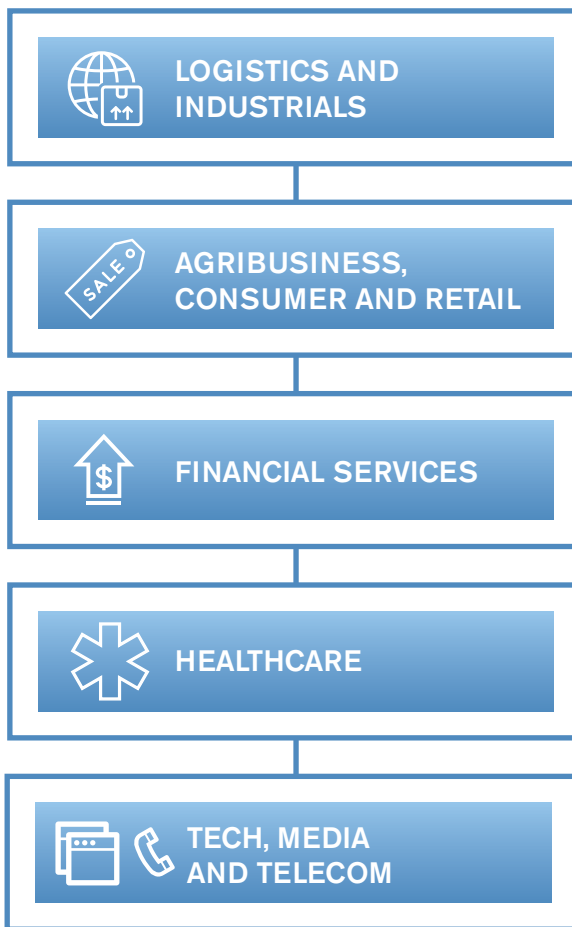 LOGISTICS AND
INDUSTRIALS
SALE
AGRIBUSINESS,
CONSUMER AND RETAIL
$
FINANCIAL SERVICES
HEALTHCARE
TECH, MEDIA
AND TELECOM